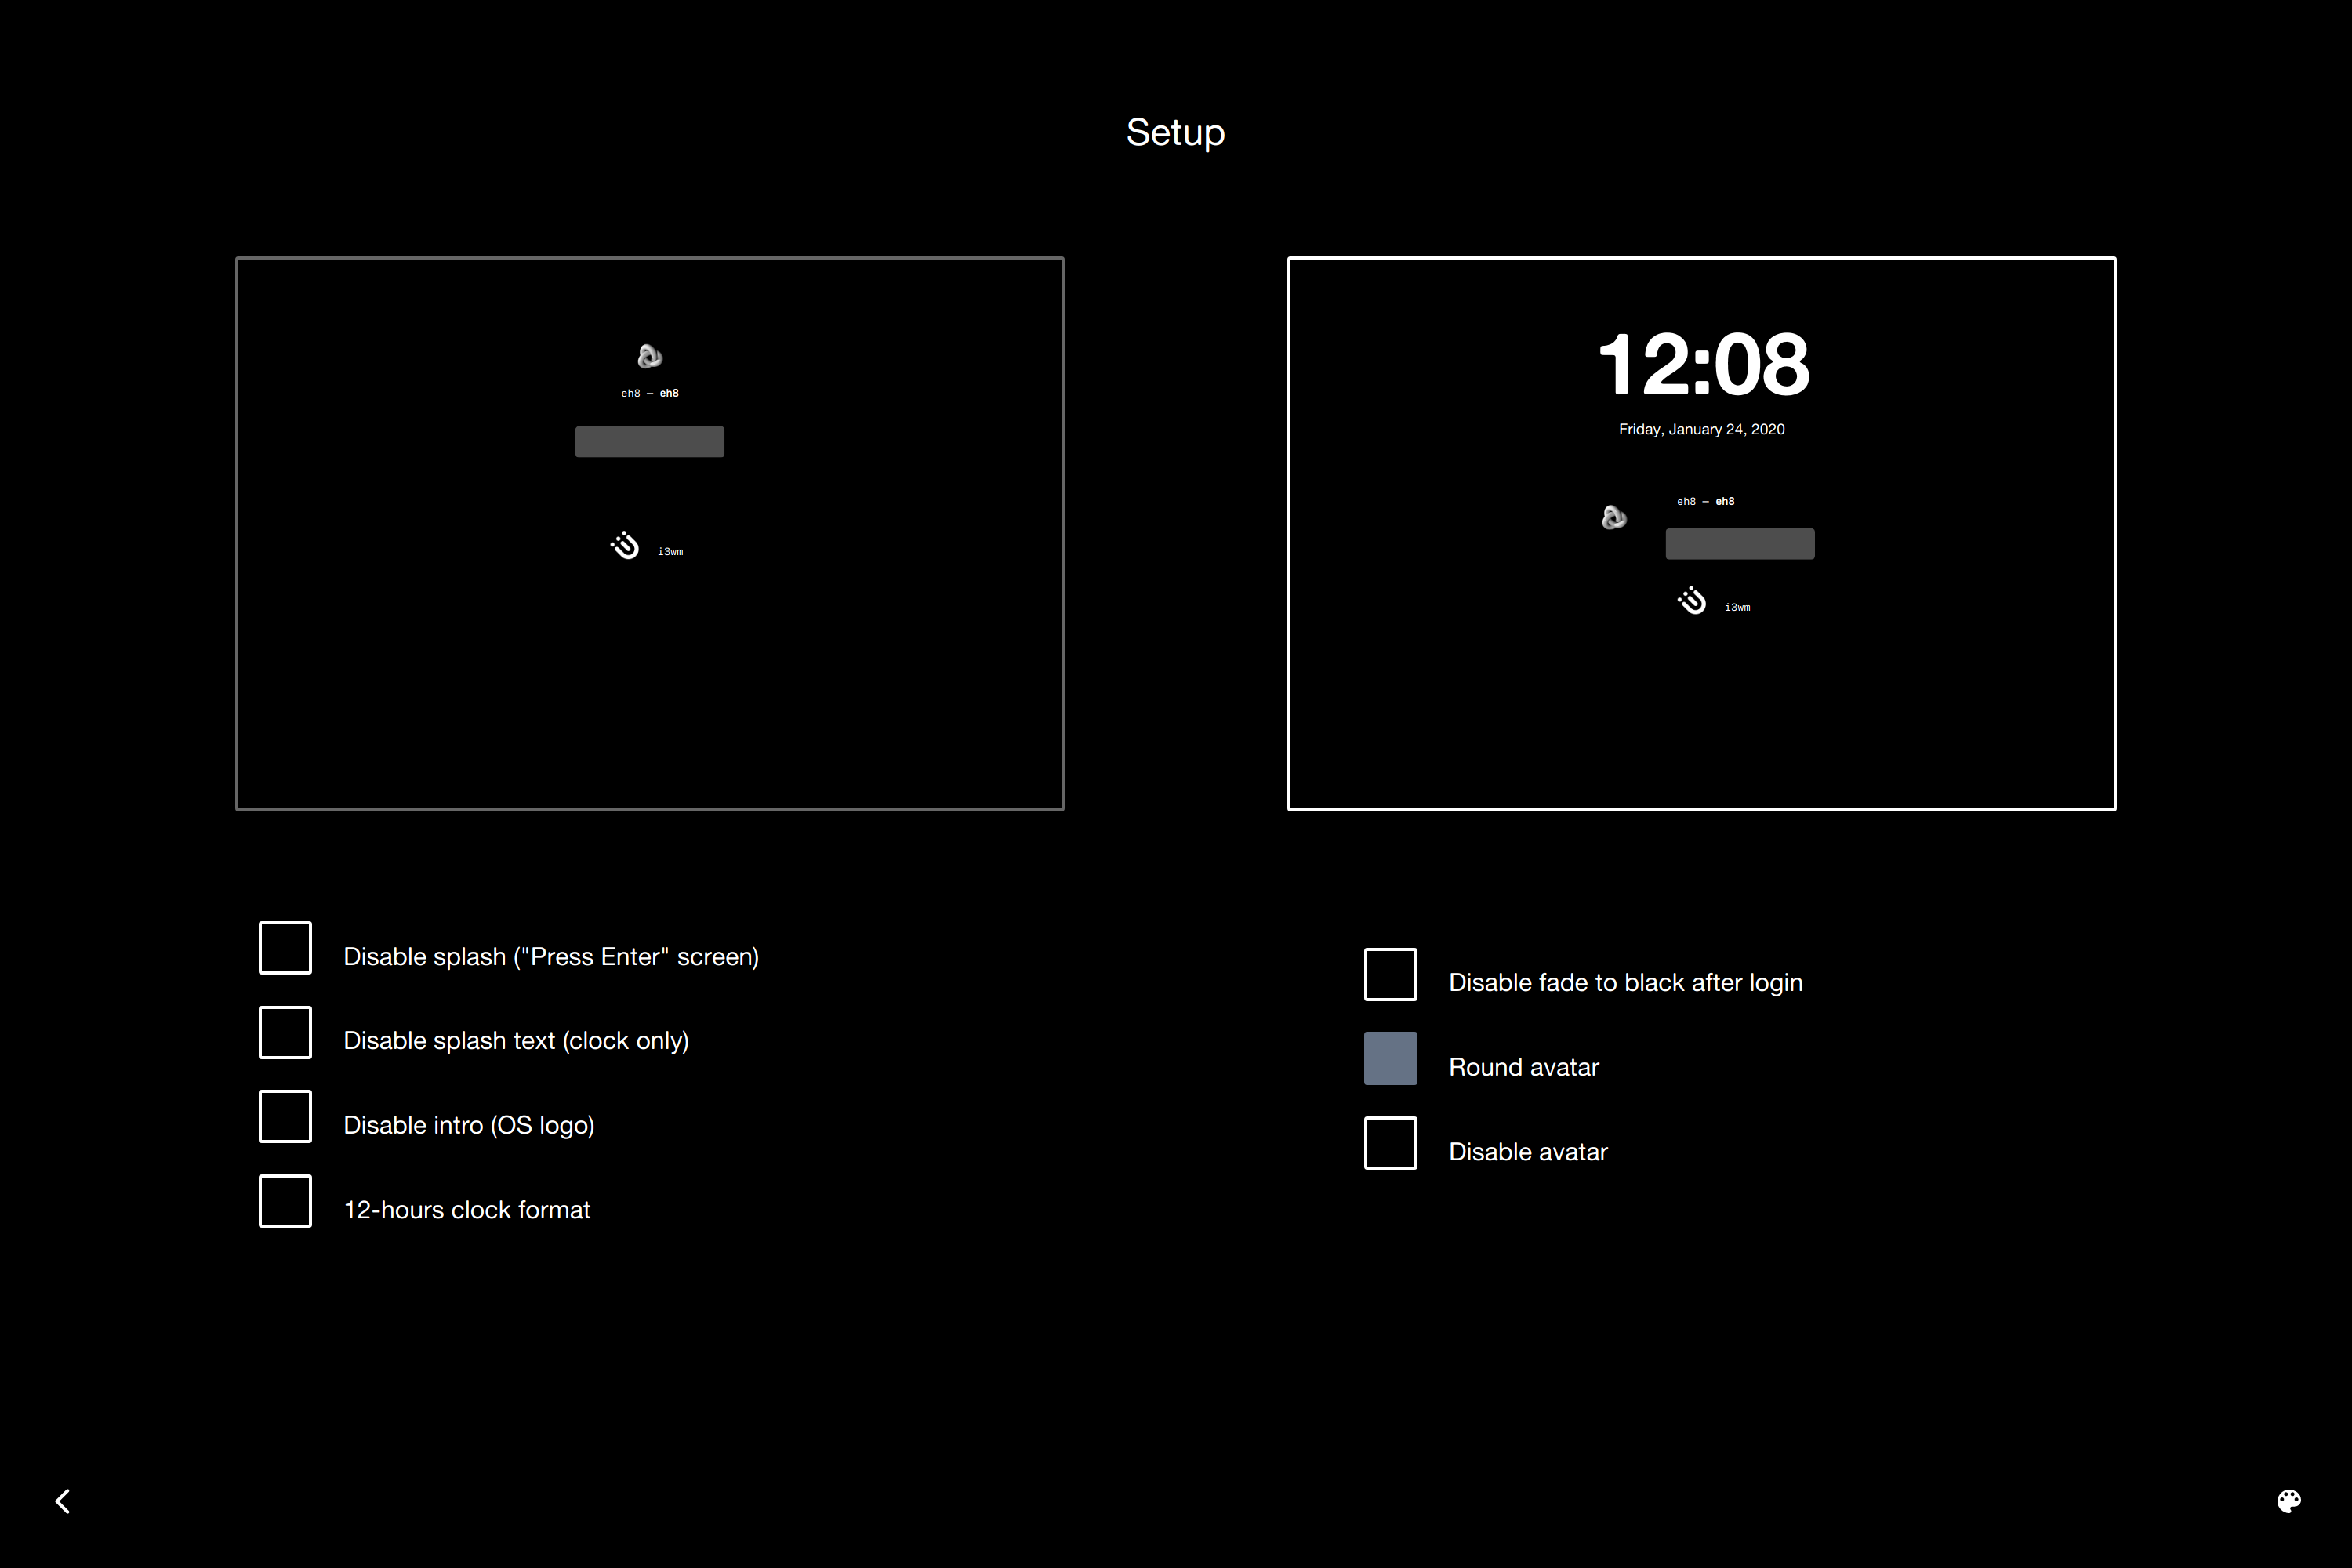 Setup
eh8 — eh8
i3wm
12:08
Friday, January 24, 2020
eh8 — eh8
i3wm
Disable splash ("Press Enter" screen)
Disable splash text (clock only)
Disable intro (OS logo)
12-hours clock format
Disable fade to black after login
Round avatar
Disable avatar